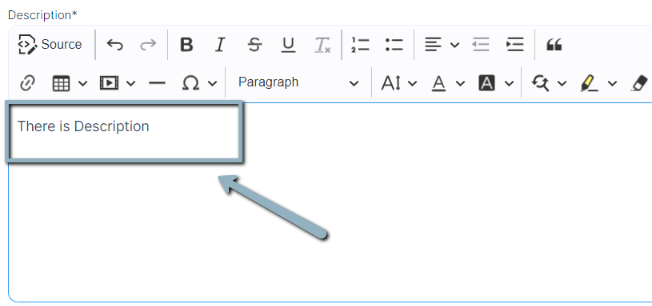 Description*
Source
Paragraph
There is Description